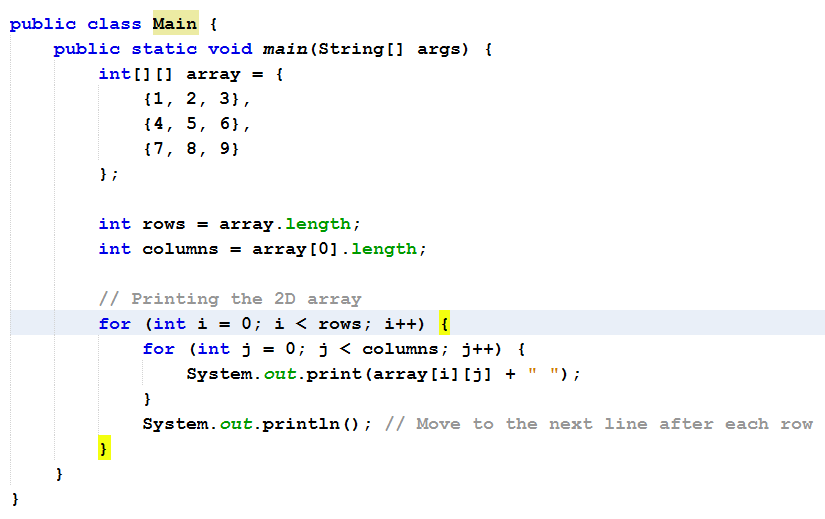 public class Main {
    public static void main(String[] args) {
        int[][] array = {
            {1, 2, 3},
            {4, 5, 6},
            {7, 8, 9}
        };

        int rows = array.length;
        int columns = array[0].length;

        // Printing the 2D array
        for (int i = 0; i < rows; i++) {
            for (int j = 0; j < columns; j++) {
                System.out.print(array[i][j] + " ");
            }
            System.out.println(); // Move to the next line after each row
        }
    }
}